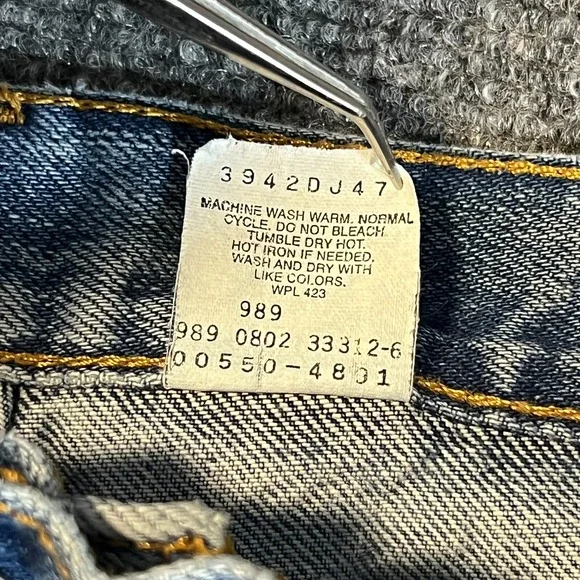 3942DJ47
MACHINE WASH WARM. NORMAL
CYCLE. DO NOT BLEACH.
TUMBLE DRY HOT.
HOT IRON IF NEEDED.
WASH AND DRY WITH
LIKE COLORS.
WPL 423
989
989 0802 33312-6
00550-4891